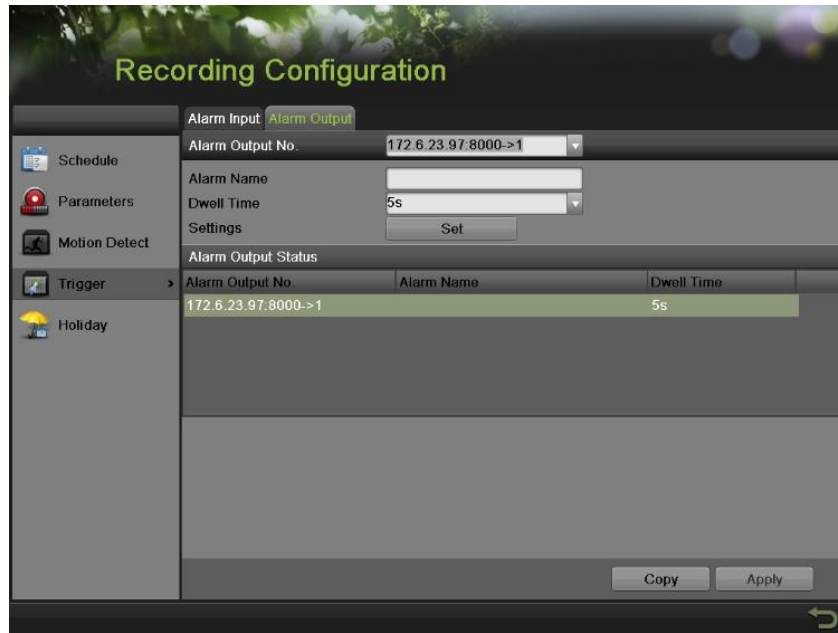 Recording Configuration
Alarm Input Alarm Output
Alarm Output No. 172.6.23.97:8000->1
Schedule
Parameters
Motion Detect
Trigger
Holiday
Alarm Name
Dwell Time 5s
Settings Set
Alarm Output Status
Alarm Output No. Alarm Name Dwell Time
172.6.23.97:8000->1 5s
Copy Apply